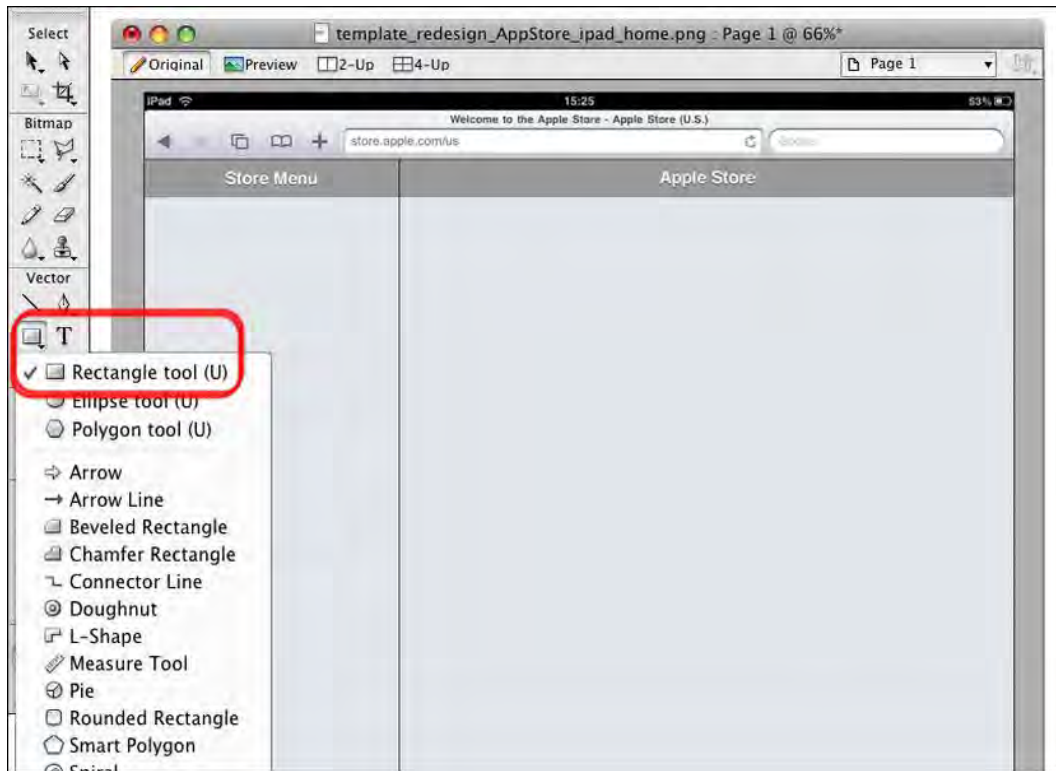 Select
template_redesign_AppStore_ipad_home.png : Page 1 @ 66%*
Original Preview 2-Up 4-Up Page 1
iPad 15:25 53%
Bitmap
Welcome to the Apple Store - Apple Store (U.S.)
store.apple.com/us Google
Store Menu Apple Store
Vector
T
Rectangle tool (U)
Ellipse tool (U)
Polygon tool (U)
Arrow
Arrow Line
Beveled Rectangle
Chamfer Rectangle
Connector Line
Doughnut
L-Shape
Measure Tool
Pie
Rounded Rectangle
Smart Polygon
Spiral